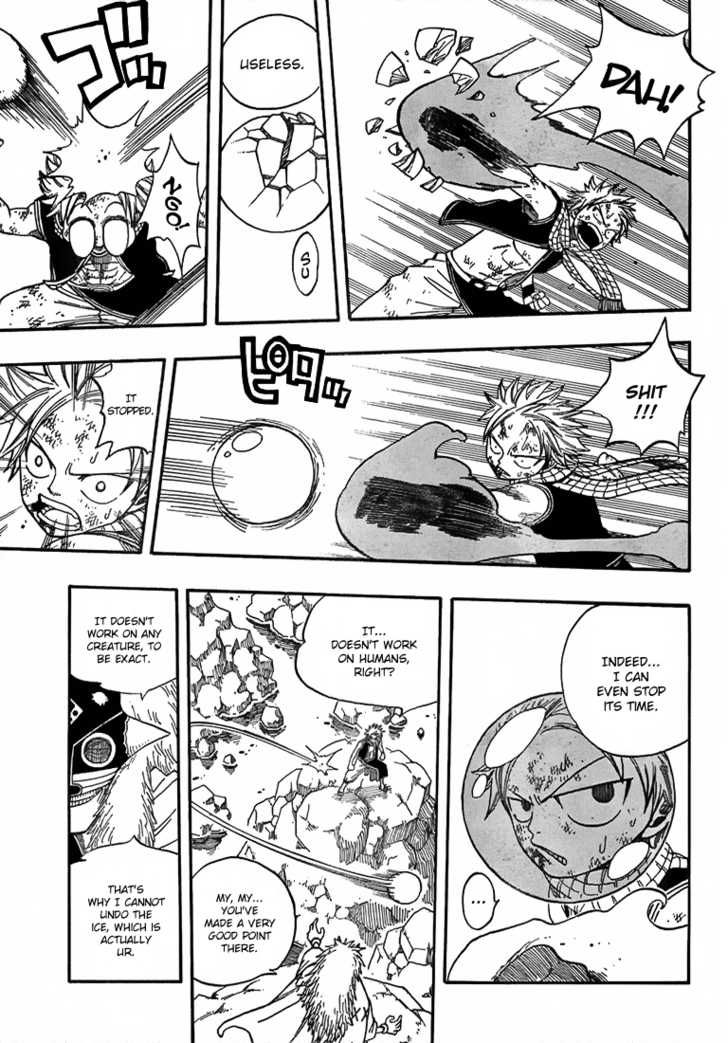 DAH!
USELESS.
SU
ゴッ
NGO!
SHIT
!!!
ピタッ
IT
STOPPED.
INDEED...
I CAN
EVEN STOP
ITS TIME.
...
IT...
DOESN'T WORK
ON HUMANS,
RIGHT?
MY, MY...
YOU'VE
MADE A VERY
GOOD POINT
THERE.
IT DOESN'T
WORK ON ANY
CREATURE, TO
BE EXACT.
THAT'S
WHY I CANNOT
UNDO THE
ICE, WHICH IS
ACTUALLY
UR.